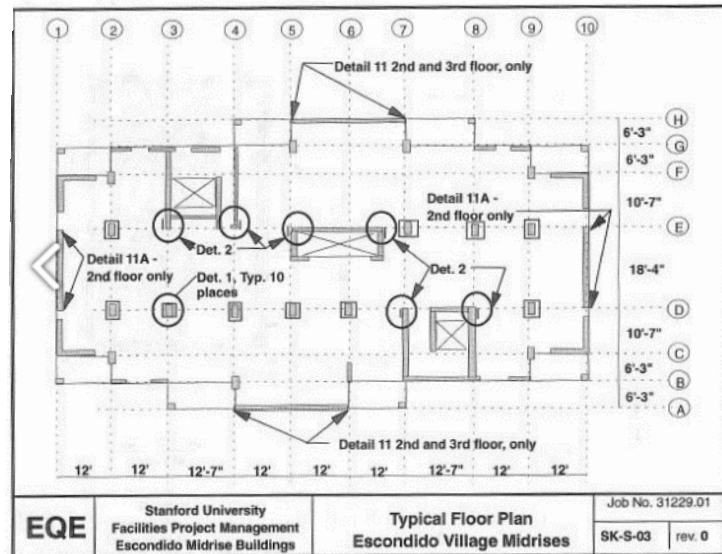 1 2 3 4 5 6 7 8 9 10
Detail 11 2nd and 3rd floor, only
H
6'-3"
G
6'-3"
F
10'-7"
Detail 11A -
2nd floor only
E
Det. 2
Detail 11A -
2nd floor only
18'-4"
Det. 1, Typ. 10
places
Det. 2
D
10'-7"
C
6'-3"
B
6'-3"
A
Detail 11 2nd and 3rd floor, only
12' 12' 12'-7" 12' 12' 12' 12'-7" 12' 12'
EQE
Stanford University
Facilities Project Management
Escondido Midrise Buildings
Typical Floor Plan
Escondido Village Midrises
Job No. 31229.01
SK-S-03 rev. 0